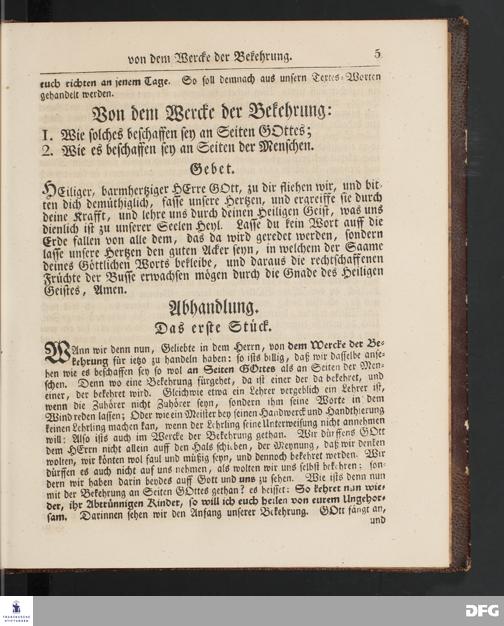 von dem Wercke der Bekehrung. 5
euch richten an jenem Tage. So soll demnach aus unsern Textes-Worten
gehandelt werden.
Von dem Wercke der Bekehrung:
1. Wie solches beschaffen sey an Seiten GOttes;
2. Wie es beschaffen sey an Seiten der Menschen.
Gebet.
HEiliger, barmhertziger HErre GOtt, zu dir fliehen wir, und bit-
ten dich demüthiglich, fasse unsere Hertzen, und ergreiffe sie durch
deine Krafft, und lehre uns durch deinen Heiligen Geist, was uns
dienlich ist zu unserer Seelen Heyl. Lasse du kein Wort auff die
Erde fallen von alle dem, das da wird geredet werden, sondern
lasse unsere Hertzen den guten Acker seyn, in welchem der Saame
deines Göttlichen Worts bekleibe, und daraus die rechtschaffenen
Früchte der Busse erwachsen mögen durch die Gnade des Heiligen
Geistes, Amen.
Abhandlung.
Das erste Stück.
WAnn wir denn nun, Geliebte in dem Herrn, von dem Wercke der Be-
kehrung für ietzo zu handeln haben: so ists billig, daß wir dasselbe anse-
hen wie es beschaffen sey so wol an Seiten GOttes als an Seiten der Men-
schen. Denn wo eine Bekehrung fürgehet, da ist einer der da bekehret, und
einer, der bekehret wird. Gleichwie etwa ein Lehrer vergeblich ein Lehrer ist,
wenn die Zuhörer nicht Zuhörer seyn, sondern ihm seine Worte in dem
Wind reden lassen; Oder wie ein Meister bey seinen Handwerck und Handthierung
keinen Lehrling machen kan, wenn der Lehrling seine Unterweisung nicht annehmen
will: Also ists auch im Wercke der Bekehrung gethan. Wir dürffens GOtt
dem HErrn nicht allein auff den Hals schieben, der Meynung, daß wir dencken
wolten, wir könten wol faul und müßig seyn, und dennoch bekehret werden. Wir
dürffen es auch nicht auf uns nehmen, als wolten wir uns selbst bekehren: son-
dern wir haben darin beydes auff Gott und uns zu sehen. Wie ists denn nun
mit der Bekehrung an Seiten GOttes gethan? es heisset: So kehret nun wie-
der, ihr Abtrünnigen Kinder, so will ich euch heilen von eurem Ungehor-
sam. Darinnen sehen wir den Anfang unserer Bekehrung. GOtt fängt an,
und
FRANCKESCHE
STIFTUNGEN
DFG